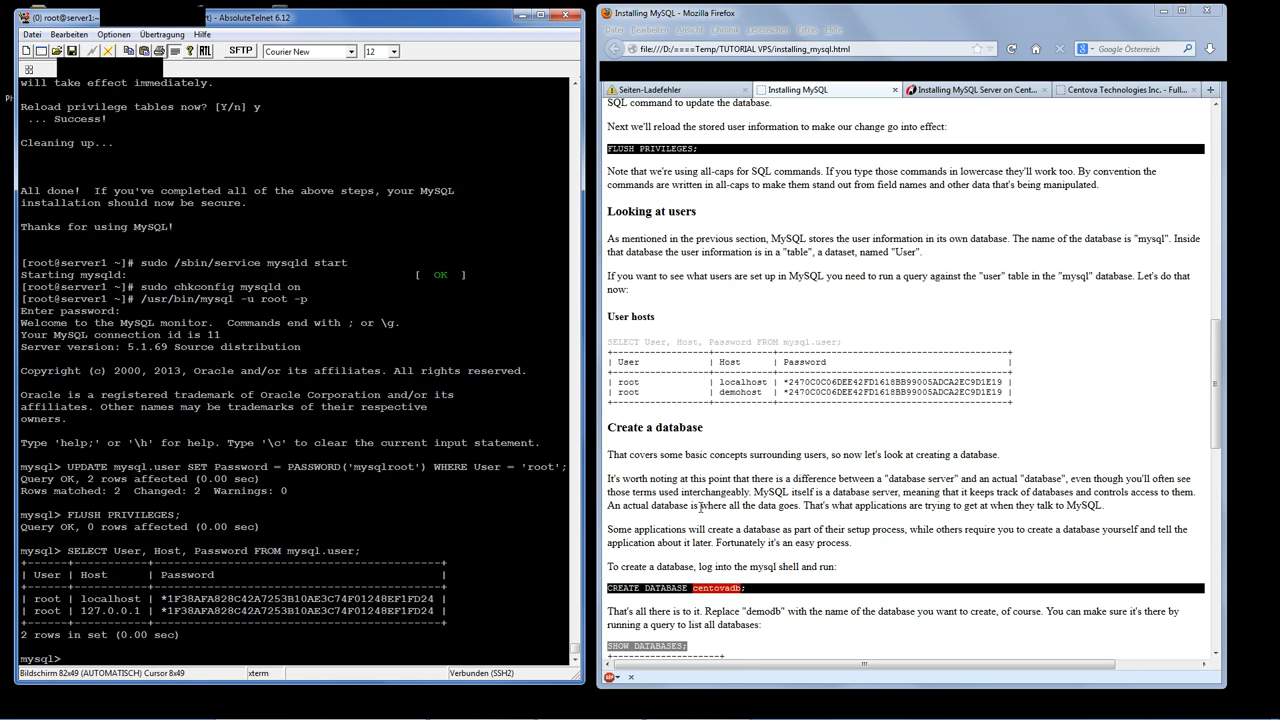 (0) root@server1:~
t) - AbsoluteTelnet 6.12
Datei Bearbeiten Optionen Übertragung Hilfe
SFTP Courier New 12
will take effect immediately.
Reload privilege tables now? [Y/n] y
... Success!
Cleaning up...
All done! If you've completed all of the above steps, your MySQL
installation should now be secure.
Thanks for using MySQL!
[root@server1 ~]# sudo /sbin/service mysqld start
Starting mysqld: [ OK ]
[root@server1 ~]# sudo chkconfig mysqld on
[root@server1 ~]# /usr/bin/mysql -u root -p
Enter password:
Welcome to the MySQL monitor. Commands end with ; or \g.
Your MySQL connection id is 11
Server version: 5.1.69 Source distribution
Copyright (c) 2000, 2013, Oracle and/or its affiliates. All rights reserved.
Oracle is a registered trademark of Oracle Corporation and/or its
affiliates. Other names may be trademarks of their respective
owners.
Type 'help;' or '\h' for help. Type '\c' to clear the current input statement.
mysql> UPDATE mysql.user SET Password = PASSWORD('mysqlroot') WHERE User = 'root';
Query OK, 2 rows affected (0.00 sec)
Rows matched: 2 Changed: 2 Warnings: 0
mysql> FLUSH PRIVILEGES;
Query OK, 0 rows affected (0.00 sec)
mysql> SELECT User, Host, Password FROM mysql.user;
+------+-----------+-------------------------------------------+
| User | Host | Password |
+------+-----------+-------------------------------------------+
| root | localhost | *1F38AFA828C42A7253B10AE3C74F01248EF1FD24 |
| root | 127.0.0.1 | *1F38AFA828C42A7253B10AE3C74F01248EF1FD24 |
+------+-----------+-------------------------------------------+
2 rows in set (0.00 sec)
mysql>
Bildschirm 82x49 (AUTOMATISCH) Cursor 8x49 xterm Verbunden (SSH2)
Installing MySQL - Mozilla Firefox
Datei Bearbeiten Ansicht Chronik Lesezeichen Extras Hilfe
file:///D:/====Temp/TUTORIAL VPS/installing_mysql.html
Google Österreich
Seiten-Ladefehler Installing MySQL Installing MySQL Server on Cent... Centova Technologies Inc. - Full...
SQL command to update the database.
Next we'll reload the stored user information to make our change go into effect:
FLUSH PRIVILEGES;
Note that we're using all-caps for SQL commands. If you type those commands in lowercase they'll work too. By convention the
commands are written in all-caps to make them stand out from field names and other data that's being manipulated.
Looking at users
As mentioned in the previous section, MySQL stores the user information in its own database. The name of the database is "mysql". Inside
that database the user information is in a "table", a dataset, named "User".
If you want to see what users are set up in MySQL you need to run a query against the "user" table in the "mysql" database. Let's do that
now:
User hosts
SELECT User, Host, Password FROM mysql.user;
| User | Host | Password |
| root | localhost | *2470C0C06DEE42FD1618BB99005ADCA2EC9D1E19 |
| root | demohost | *2470C0C06DEE42FD1618BB99005ADCA2EC9D1E19 |
Create a database
That covers some basic concepts surrounding users, so now let's look at creating a database.
It's worth noting at this point that there is a difference between a "database server" and an actual "database", even though you'll often see
those terms used interchangeably. MySQL itself is a database server, meaning that it keeps track of databases and controls access to them.
An actual database is where all the data goes. That's what applications are trying to get at when they talk to MySQL.
Some applications will create a database as part of their setup process, while others require you to create a database yourself and tell the
application about it later. Fortunately it's an easy process.
To create a database, log into the mysql shell and run:
CREATE DATABASE centovadb;
That's all there is to it. Replace "demodb" with the name of the database you want to create, of course. You can make sure it's there by
running a query to list all databases:
SHOW DATABASES;